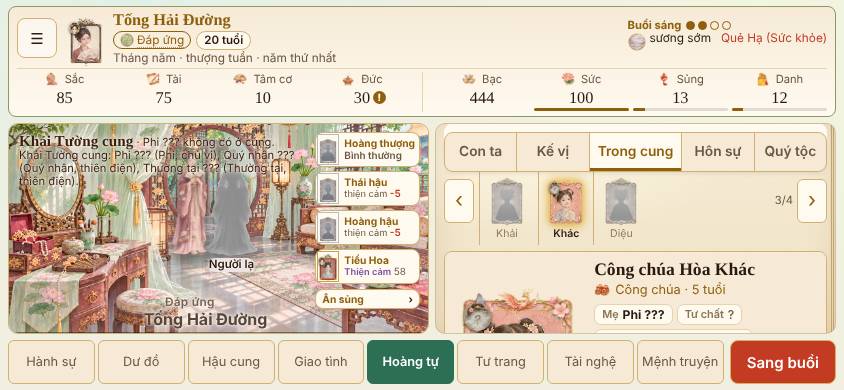 ☰
Tống Hải Đường
Đáp ứng
20 tuổi
Tháng năm · thượng tuần · năm thứ nhất
Buổi sáng
sương sớm Quẻ Hạ (Sức khỏe)
Sắc
85
Tài
75
Tâm cơ
10
Đức
30 !
Bạc
444
Sức
100
Sủng
13
Danh
12
Khải Tường cung · Phi ??? không có ở cung.
Khải Tường cung: Phi ??? (Phi, chủ vị), Quý nhân ???
(Quý nhân, thiên điện), Thường tại ??? (Thường tại,
thiên điện).
Người lạ
Đáp ứng
Tống Hải Đường
Hoàng thượng
Bình thường
Thái hậu
thiện cảm -5
Hoàng hậu
thiện cảm -5
Tiểu Hoa
Thiện cảm 58
Ân sủng ›
Con ta
Kế vị
Trong cung
Hôn sự
Quý tộc
‹
Khải
Khác
Diệu
3/4
›
Công chúa Hòa Khác
Công chúa · 5 tuổi
Mẹ Phi ???
Tư chất ?
Hành sự
Dư đồ
Hậu cung
Giao tình
Hoàng tự
Tư trang
Tài nghệ
Mệnh truyện
Sang buổi